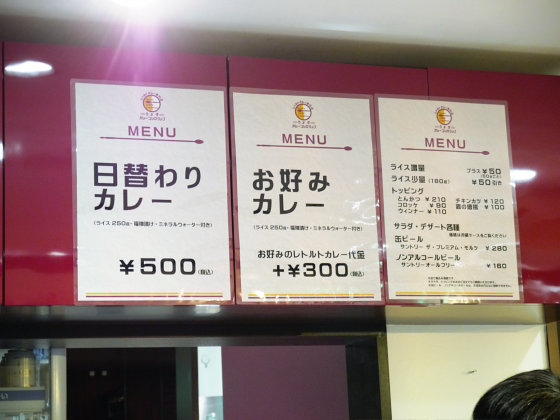 MENU
日替わり
カレー
(ライス250g・福神漬け・ミネラルウォーター付き)
¥500(税込)
MENU
お好み
カレー
(ライス250g・福神漬け・ミネラルウォーター付き)
お好みのレトルトカレー代金
+¥300(税込)
MENU
ライス増量 プラス¥50
ライス少量(180g) ¥50引き
トッピング
とんかつ ¥210 チキンカツ ¥120
コロッケ ¥80
¥100
ウィンナー ¥110
サラダ・デザート各種
缶ビール
サントリー ザ・プレミアム・モルツ ¥280
ノンアルコールビール
サントリーオールフリー ¥160